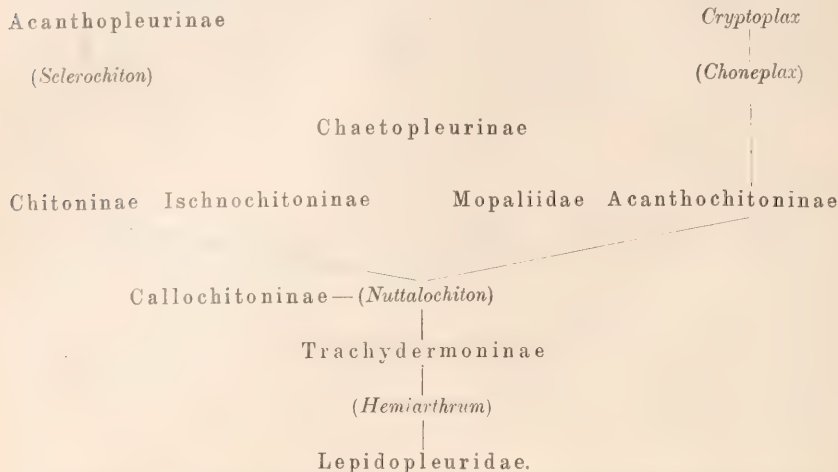 Acanthopleurinae Cryptoplax
(Sclerochiton) (Choneplax)
Chaetopleurinae
Chitoninae Ischnochitoninae Mopaliidae Acanthochitoninae
Callochitoninae—(Nuttalochiton)
Trachydermoninae
(Hemiarthrum)
Lepidopleuridae.